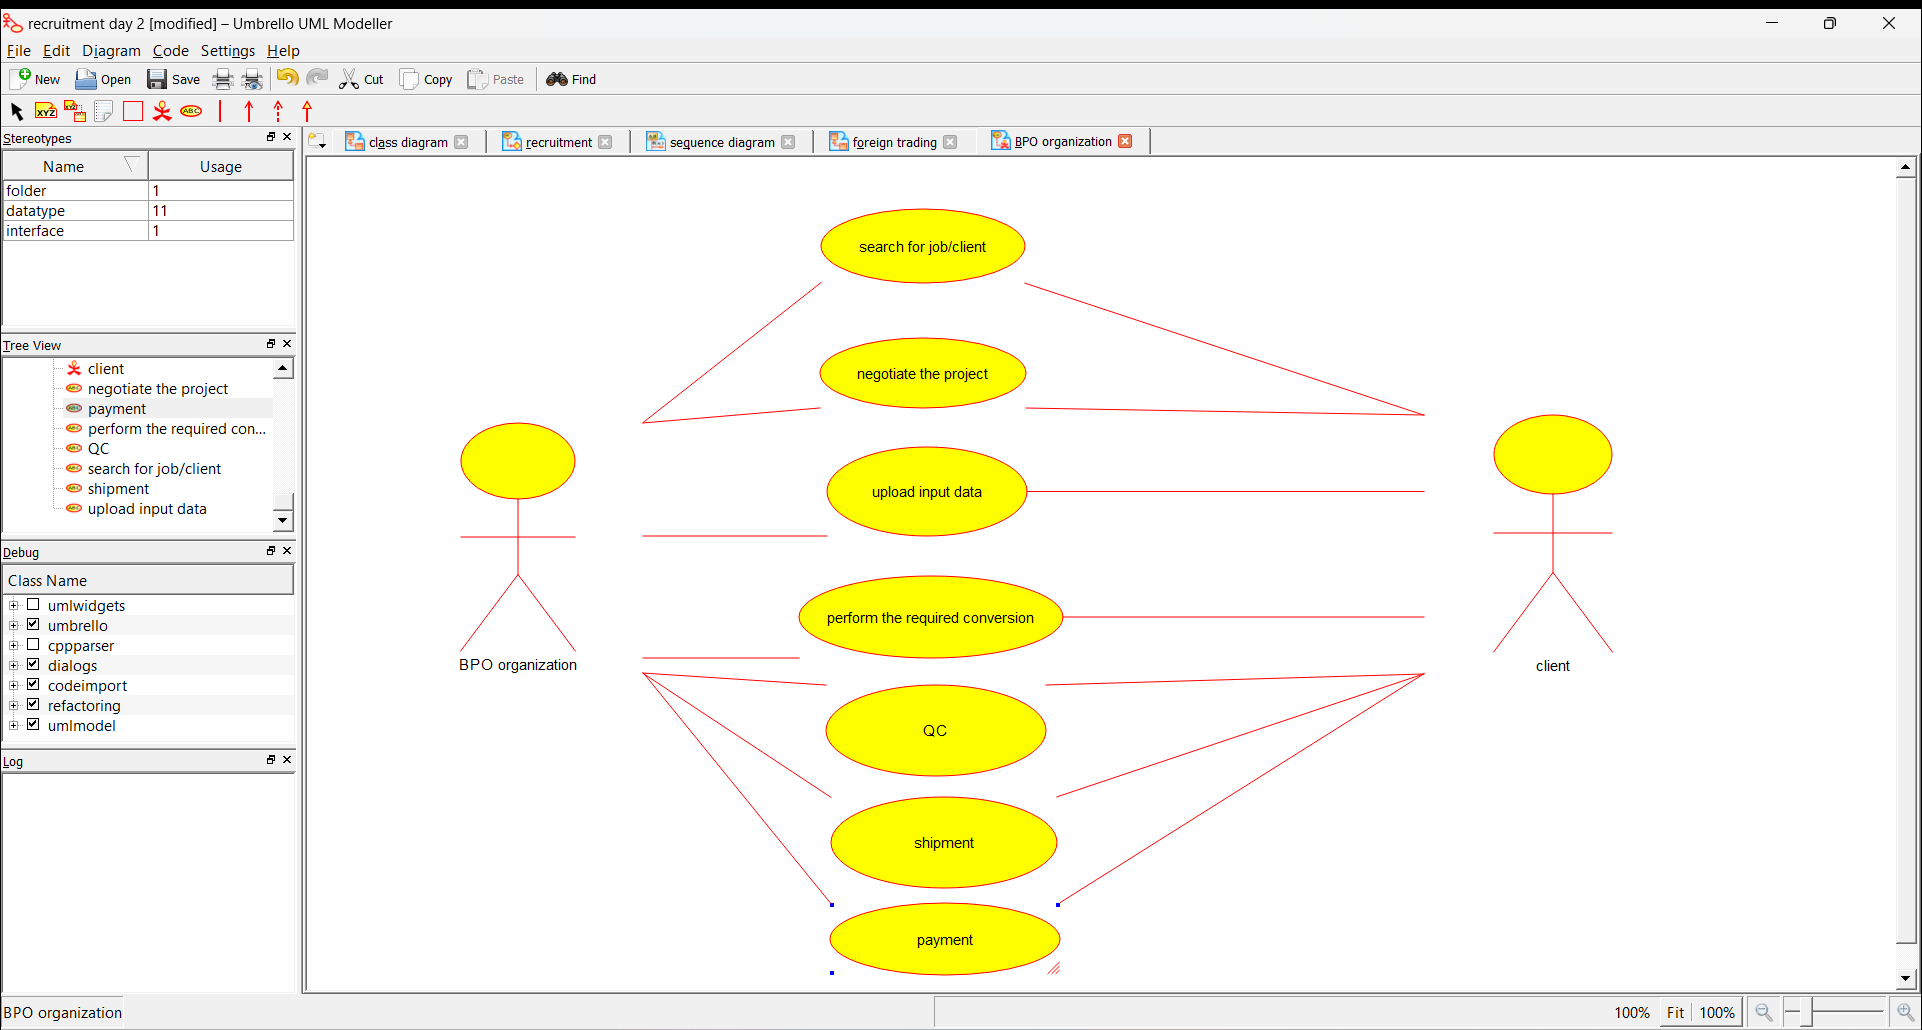 recruitment day 2 [modified] – Umbrello UML Modeller
File Edit Diagram Code Settings Help
New Open Save Cut Copy Paste Find
XYZ XYZ ABC
Stereotypes
Name Usage
folder 1
datatype 11
interface 1
Tree View
client
negotiate the project
payment
perform the required con...
QC
search for job/client
shipment
upload input data
Debug
Class Name
umlwidgets
umbrello
cppparser
dialogs
codeimport
refactoring
umlmodel
Log
class diagram recruitment sequence diagram foreign trading BPO organization
search for job/client
negotiate the project
upload input data
perform the required conversion
BPO organization
client
QC
shipment
payment
BPO organization
100% Fit 100%